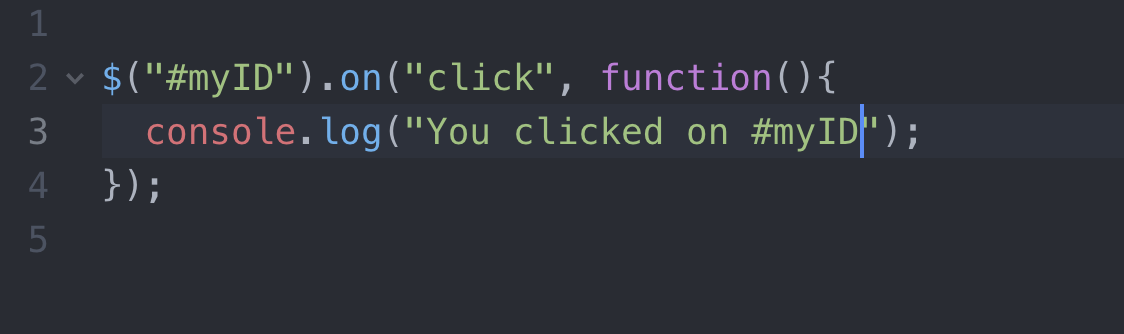 1
2 $("#myID").on("click", function(){
3 console.log("You clicked on #myID");
4 });
5